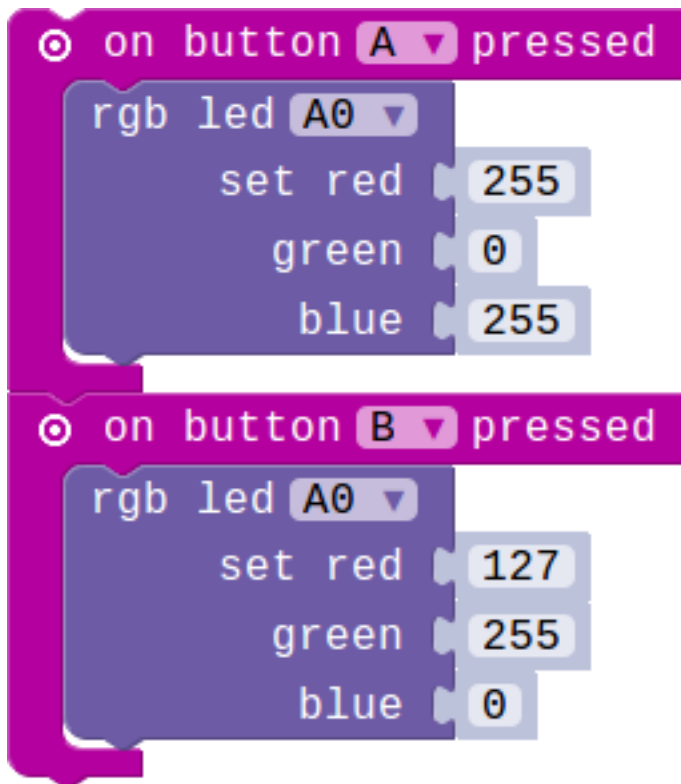 on button A ▼ pressed
rgb led A0 ▼
set red 255
green 0
blue 255
on button B ▼ pressed
rgb led A0 ▼
set red 127
green 255
blue 0